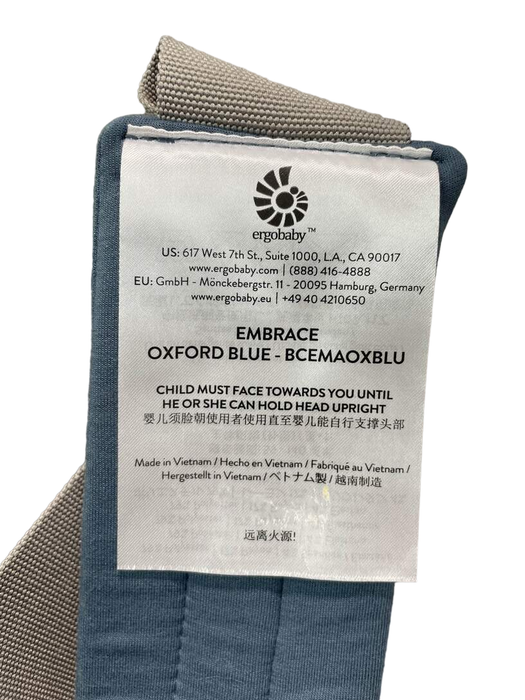 ergobaby™
US: 617 West 7th St., Suite 1000, L.A., CA 90017
www.ergobaby.com | (888) 416-4888
EU: GmbH - Mönckebergstr. 11 - 20095 Hamburg, Germany
www.ergobaby.eu | +49 40 4210650
EMBRACE
OXFORD BLUE - BCEMAOXBLU
CHILD MUST FACE TOWARDS YOU UNTIL
HE OR SHE CAN HOLD HEAD UPRIGHT
婴儿须脸朝使用者使用直至婴儿能自行支撑头部
Made in Vietnam / Hecho en Vietnam / Fabriqué au Vietnam /
Hergestellt in Vietnam / ベトナム製 / 越南制造
远离火源!